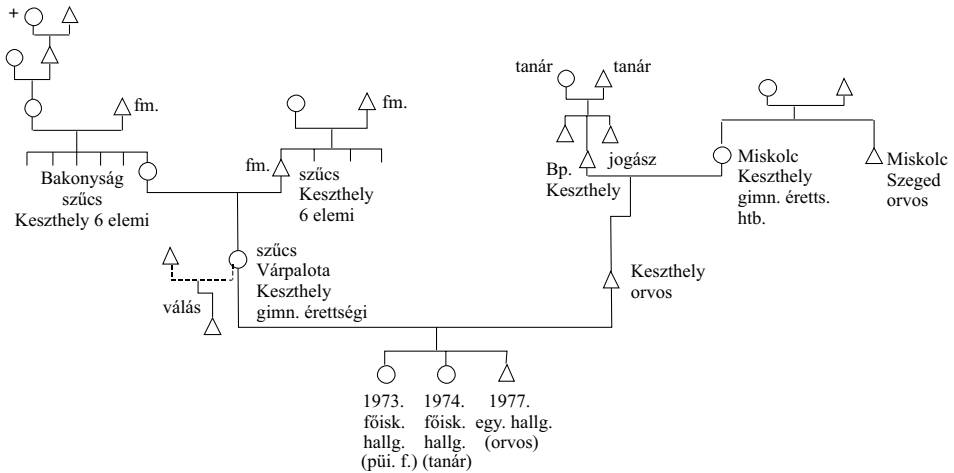 +
fm.
fm.
fm.
Bakonyság
szűcs
Keszthely 6 elemi
szűcs
Keszthely
6 elemi
tanár
tanár
jogász
Bp.
Keszthely
Miskolc
Keszthely
gimn. éretts.
htb.
Miskolc
Szeged
orvos
szűcs
Várpalota
Keszthely
gimn. érettségi
válás
Keszthely
orvos
1973.
főisk.
hallg.
(püi. f.)
1974.
főisk.
hallg.
(tanár)
1977.
egy. hallg.
(orvos)